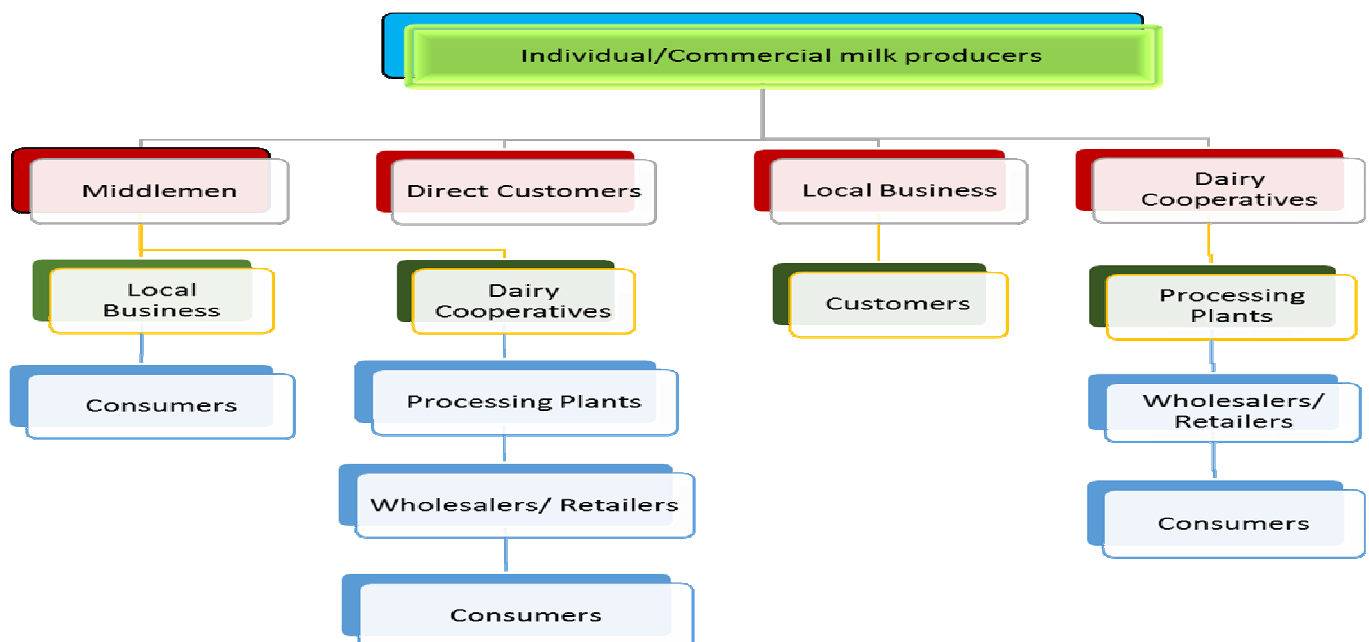 Individual/Commercial milk producers
Middlemen
Direct Customers
Local Business
Dairy
Cooperatives
Local
Business
Dairy
Cooperatives
Customers
Processing
Plants
Consumers
Processing Plants
Wholesalers/
Retailers
Wholesalers/ Retailers
Consumers
Consumers